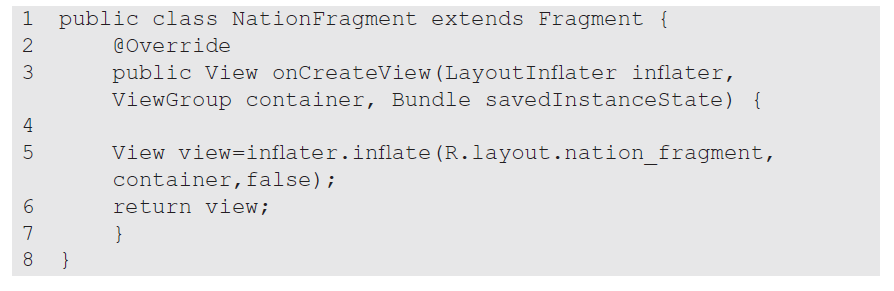 1 public class NationFragment extends Fragment {
2 @Override
3 public View onCreateView(LayoutInflater inflater,
ViewGroup container, Bundle savedInstanceState) {
4
5 View view=inflater.inflate(R.layout.nation_fragment,
container,false);
6 return view;
7 }
8 }